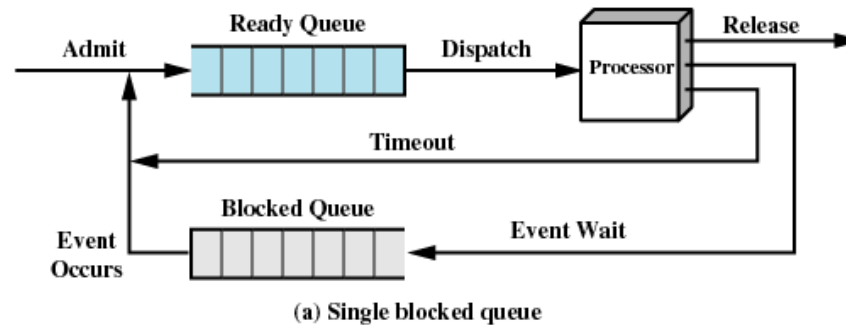 Ready Queue
Admit
Dispatch
Processor
Release
Timeout
Blocked Queue
Event
Occurs
Event Wait
(a) Single blocked queue